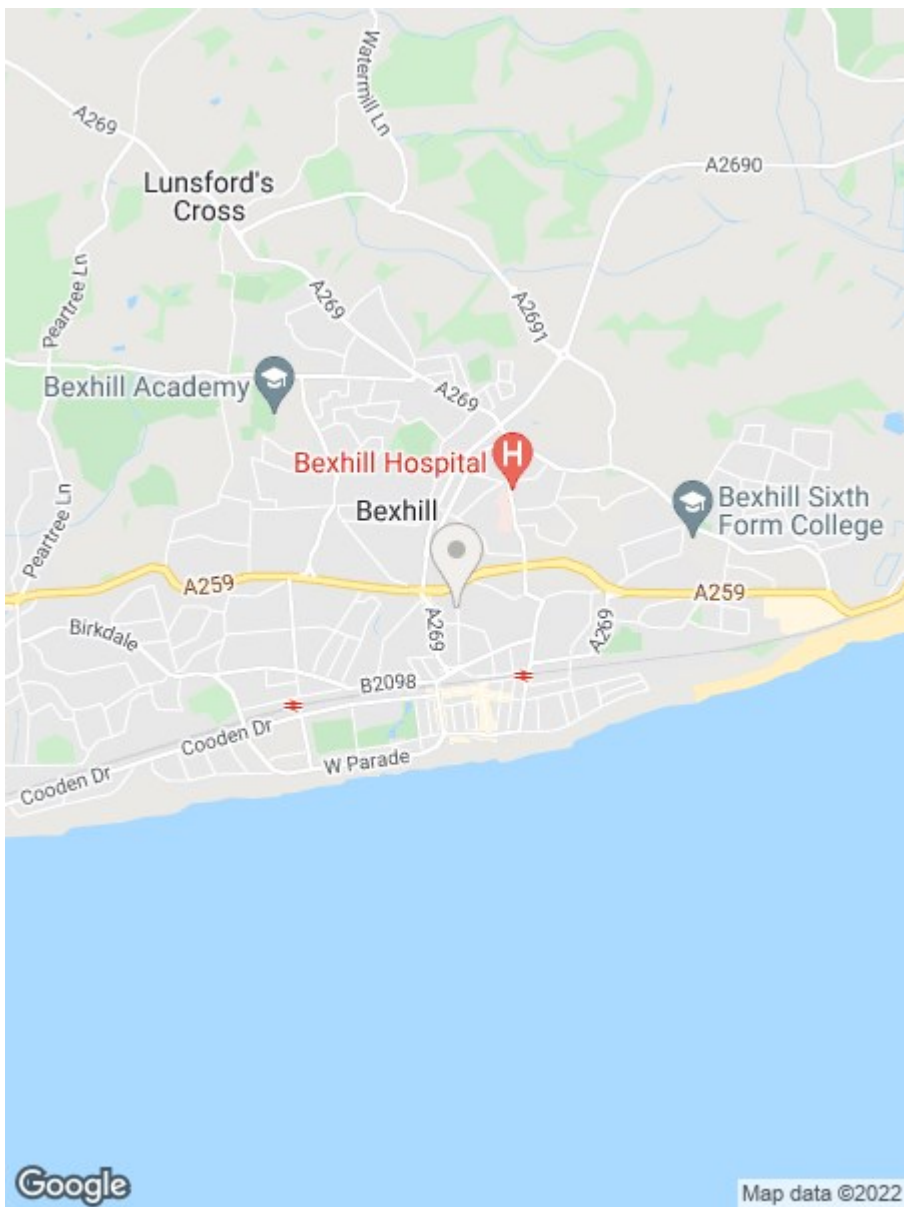 Watermill Ln
A269
A2690
Lunsford's
Cross
Peartree Ln
A269
A2691
Bexhill Academy
A269
Bexhill Hospital
H
Bexhill
Bexhill Sixth
Form College
Peartree Ln
A259
A259
Birkdale
A269
A269
B2098
Cooden Dr
W Parade
Cooden Dr
Google
Map data ©2022